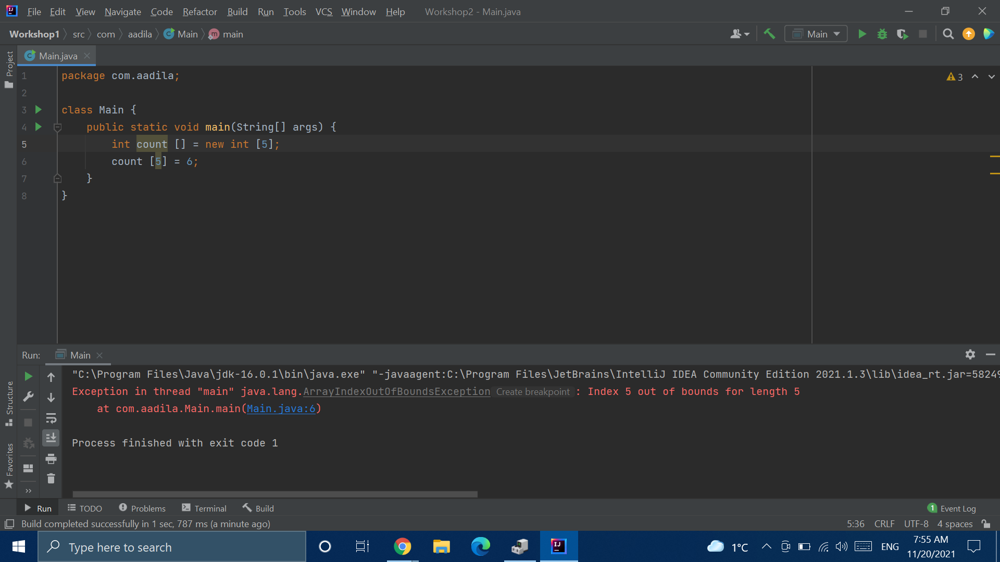 File Edit View Navigate Code Refactor Build Run Tools VCS Window Help Workshop2 - Main.java
Workshop1 src com aadila Main main Main
Main.java
Project
1 package com.aadila;
2
3 class Main {
4 public static void main(String[] args) {
5 int count [] = new int [5];
6 count [5] = 6;
7 }
8 }
3
Run: Main
"C:\Program Files\Java\jdk-16.0.1\bin\java.exe" "-javaagent:C:\Program Files\JetBrains\IntelliJ IDEA Community Edition 2021.1.3\lib\idea_rt.jar=58249
Exception in thread "main" java.lang.ArrayIndexOutOfBoundsException Create breakpoint : Index 5 out of bounds for length 5
at com.aadila.Main.main(Main.java:6)
Process finished with exit code 1
Structure
Favorites
Run TODO Problems Terminal Build 1 Event Log
Build completed successfully in 1 sec, 787 ms (a minute ago) 5:36 CRLF UTF-8 4 spaces
Type here to search 1°C ENG 7:55 AM
11/20/2021